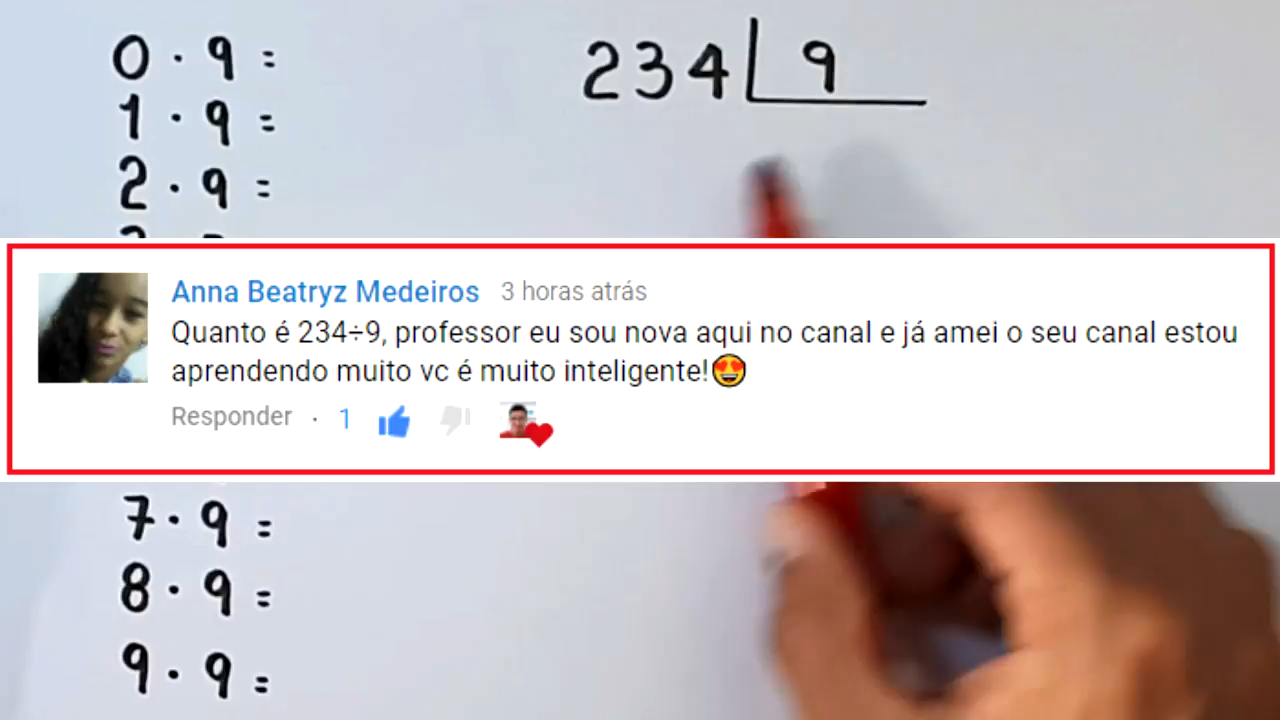 0 · 9 =
1 · 9 =
2 · 9 =
234 9
Anna Beatryz Medeiros 3 horas atrás
Quanto é 234÷9, professor eu sou nova aqui no canal e já amei o seu canal estou
aprendendo muito vc é muito inteligente!😍
Responder · 1
7 · 9 =
8 · 9 =
9 · 9 =